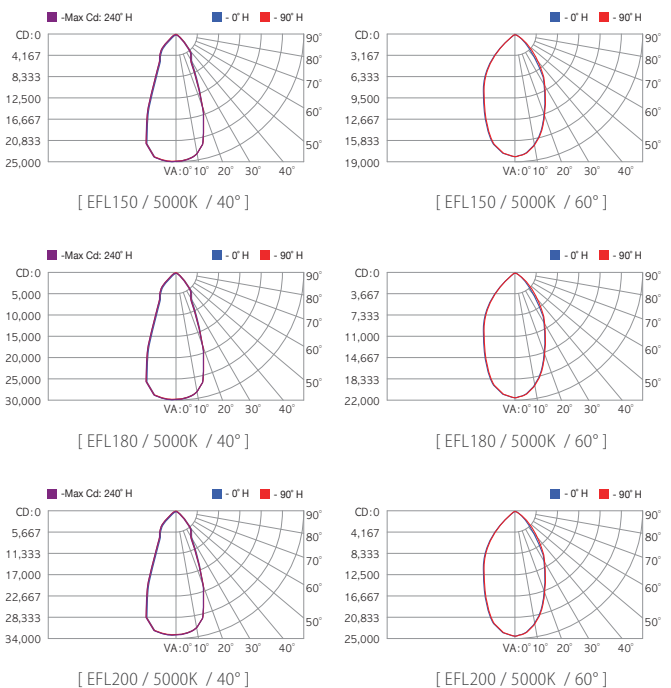 -Max Cd: 240° H
- 0° H
- 90° H
CD:0
4,167
8,333
12,500
16,667
20,833
25,000
90°
80°
70°
60°
50°
VA:0° 10° 20° 30° 40°
[ EFL150 / 5000K / 40° ]
- 0° H
- 90° H
CD:0
3,167
6,333
9,500
12,667
15,833
19,000
90°
80°
70°
60°
50°
VA:0° 10° 20° 30° 40°
[ EFL150 / 5000K / 60° ]
-Max Cd: 240° H
- 0° H
- 90° H
CD:0
5,000
10,000
15,000
20,000
25,000
30,000
90°
80°
70°
60°
50°
VA:0° 10° 20° 30° 40°
[ EFL180 / 5000K / 40° ]
- 0° H
- 90° H
CD:0
3,667
7,333
11,000
14,667
18,333
22,000
90°
80°
70°
60°
50°
VA:0° 10° 20° 30° 40°
[ EFL180 / 5000K / 60° ]
-Max Cd: 240° H
- 0° H
- 90° H
CD:0
5,667
11,333
17,000
22,667
28,333
34,000
90°
80°
70°
60°
50°
VA:0° 10° 20° 30° 40°
[ EFL200 / 5000K / 40° ]
- 0° H
- 90° H
CD:0
4,167
8,333
12,500
16,667
20,833
25,000
90°
80°
70°
60°
50°
VA:0° 10° 20° 30° 40°
[ EFL200 / 5000K / 60° ]